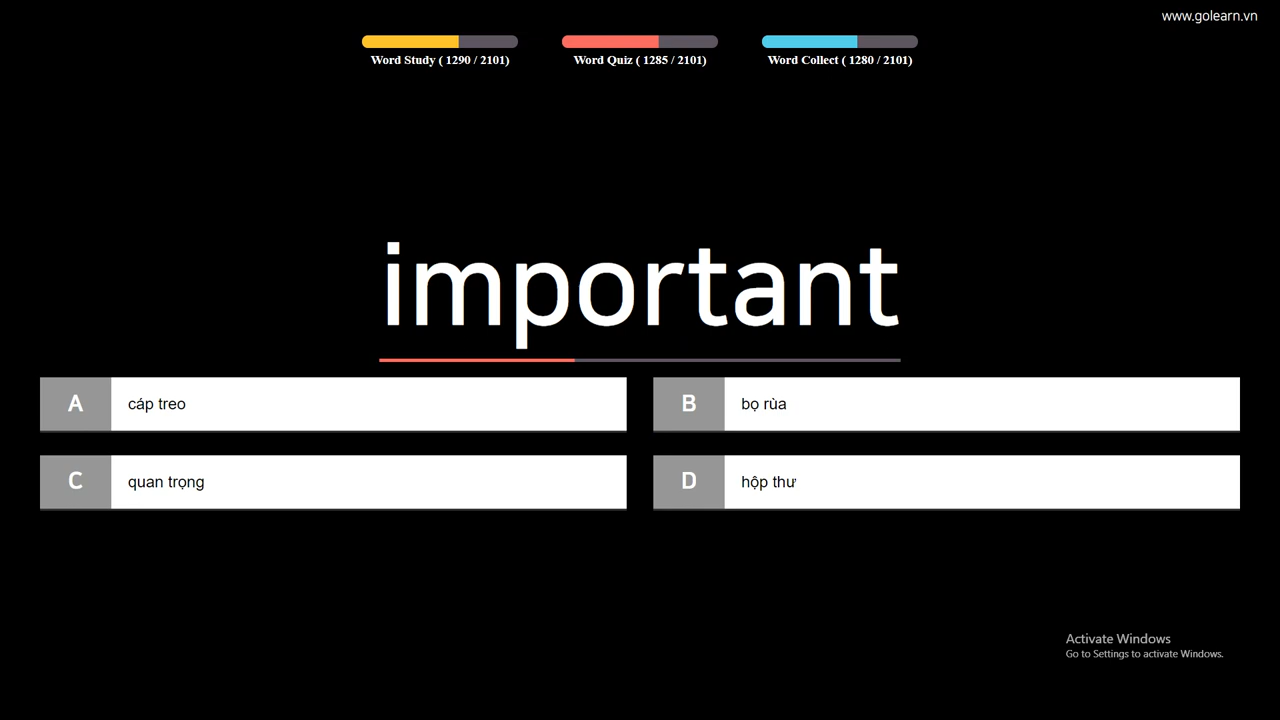 www.golearn.vn
Word Study ( 1290 / 2101)
Word Quiz ( 1285 / 2101)
Word Collect ( 1280 / 2101)
important
A cáp treo
B bọ rùa
C quan trọng
D hộp thư
Activate Windows
Go to Settings to activate Windows.